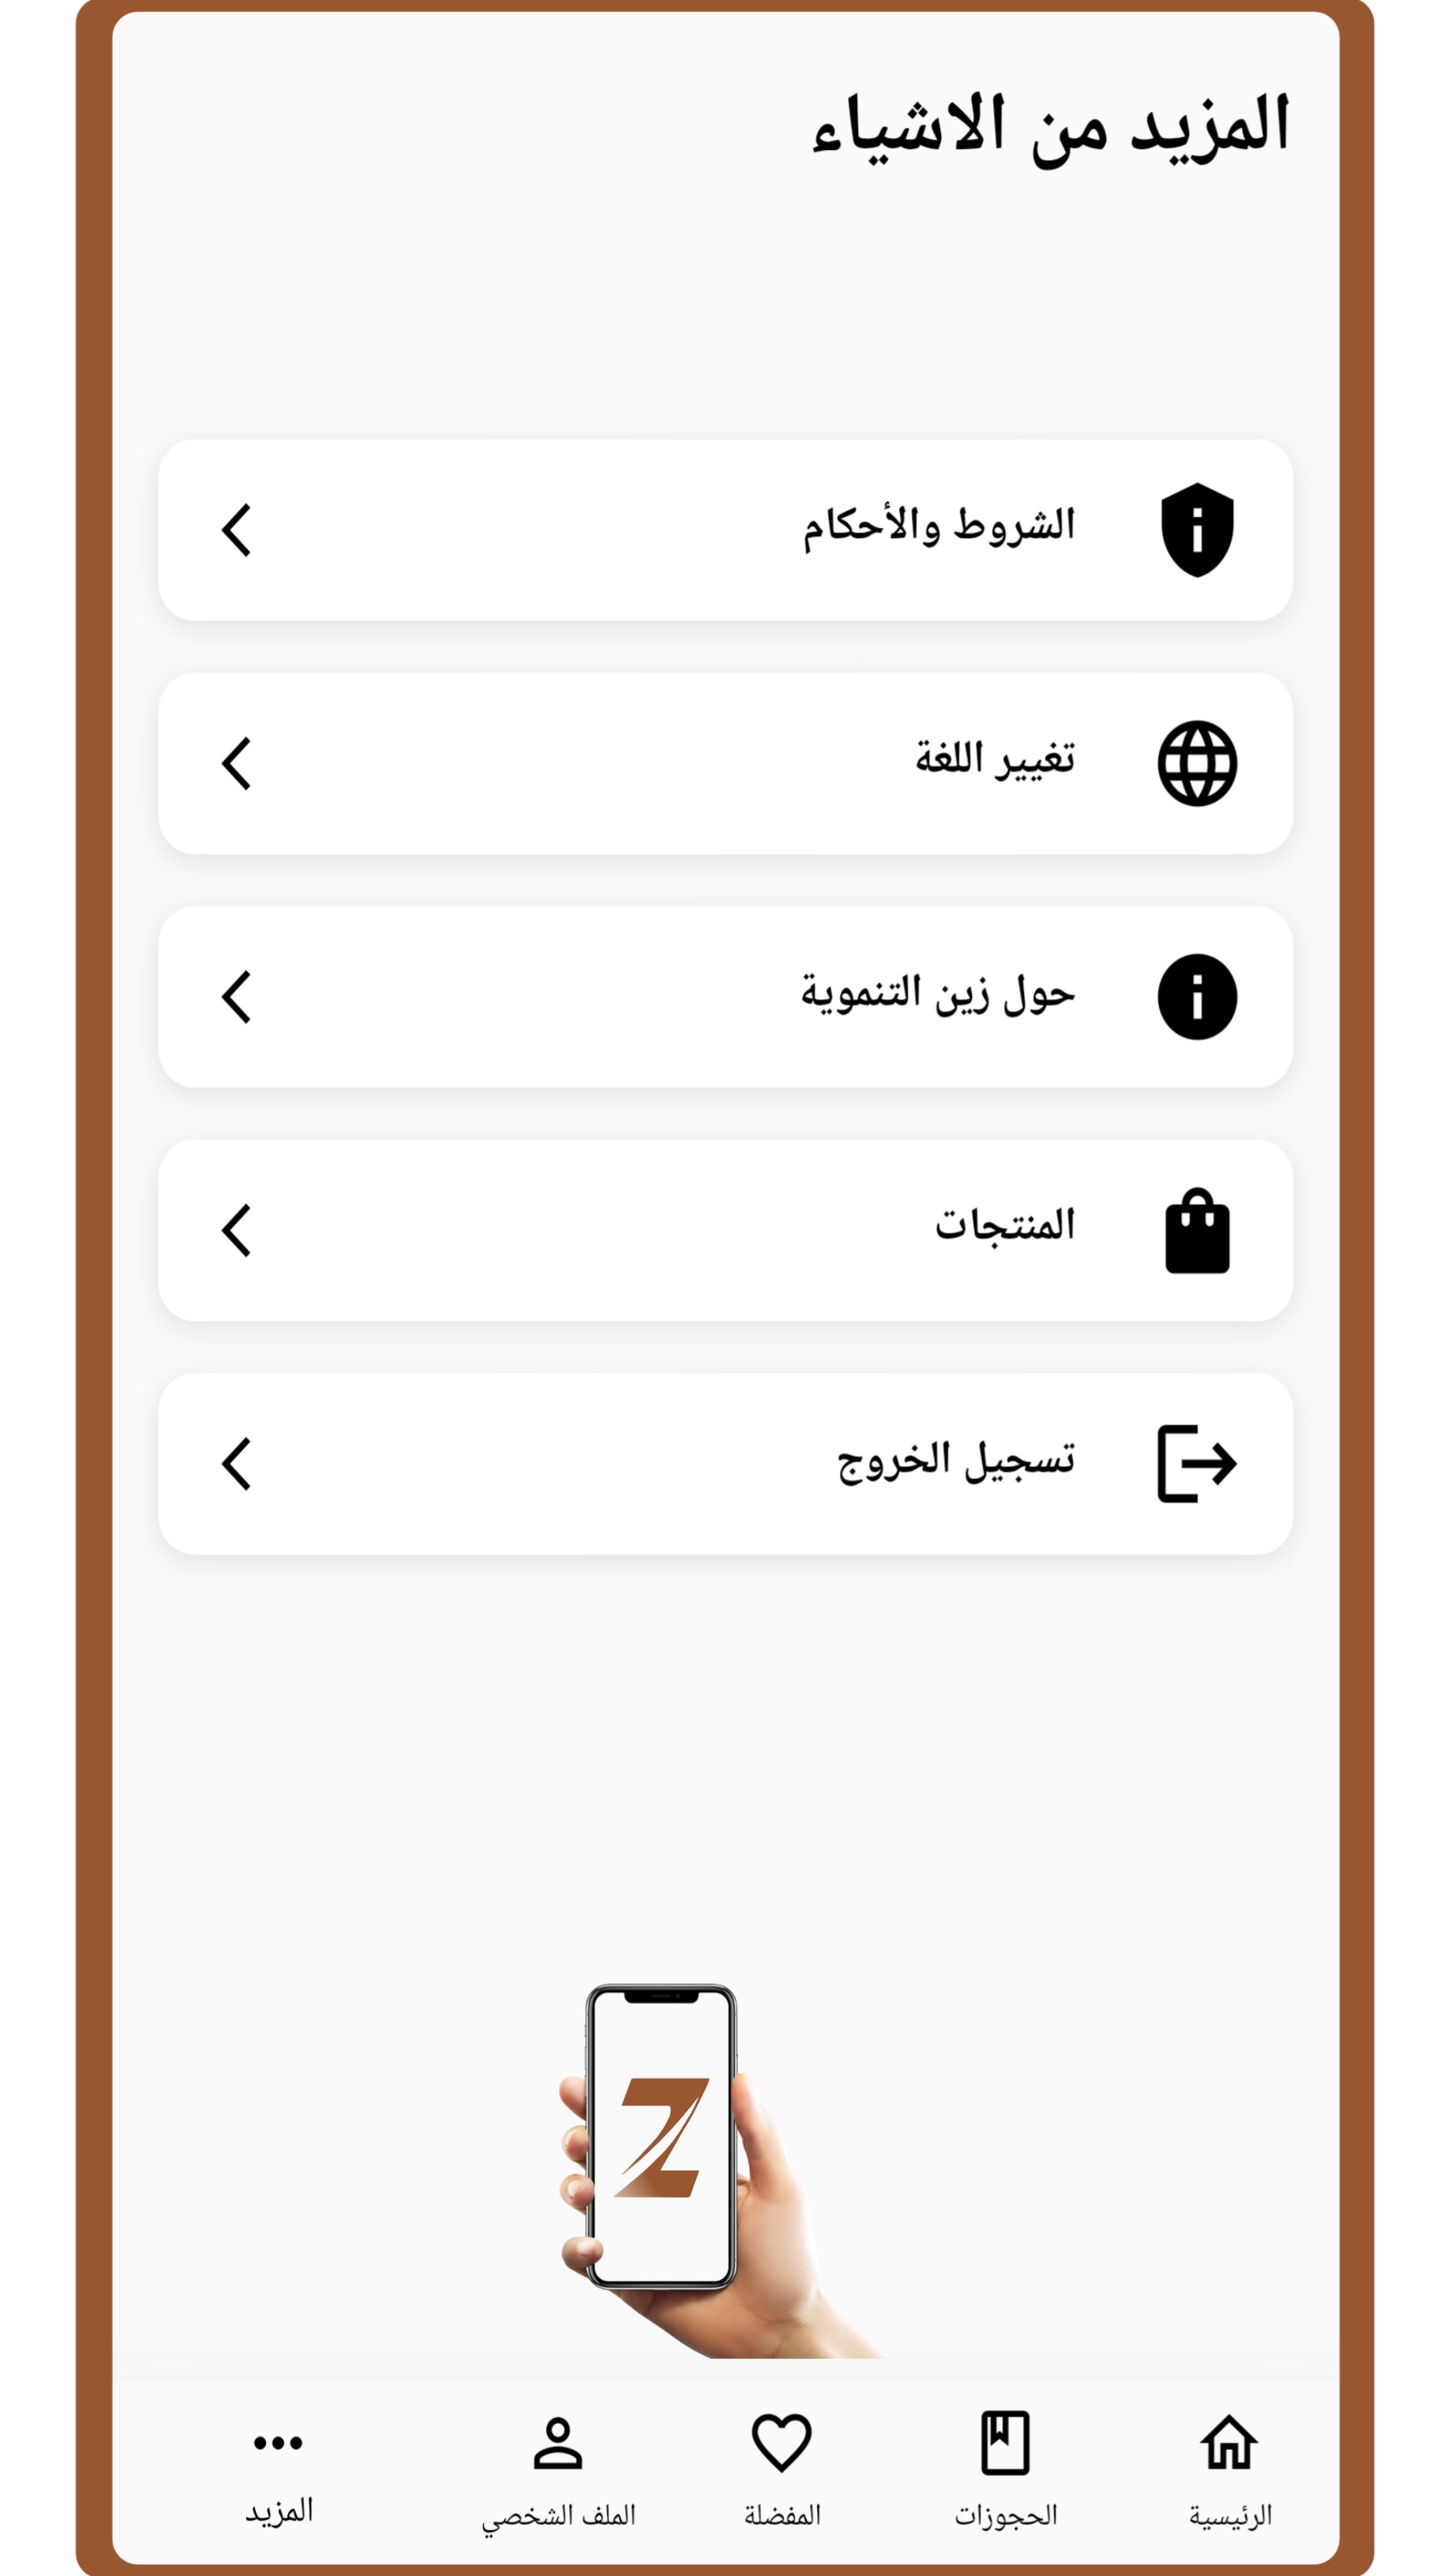 المزيد من الاشياء
الشروط والأحكام
تغيير اللغة
حول زين التنموية
المنتجات
تسجيل الخروج
Z
الرئيسية
الحجوزات
المفضلة
الملف الشخصي
المزيد